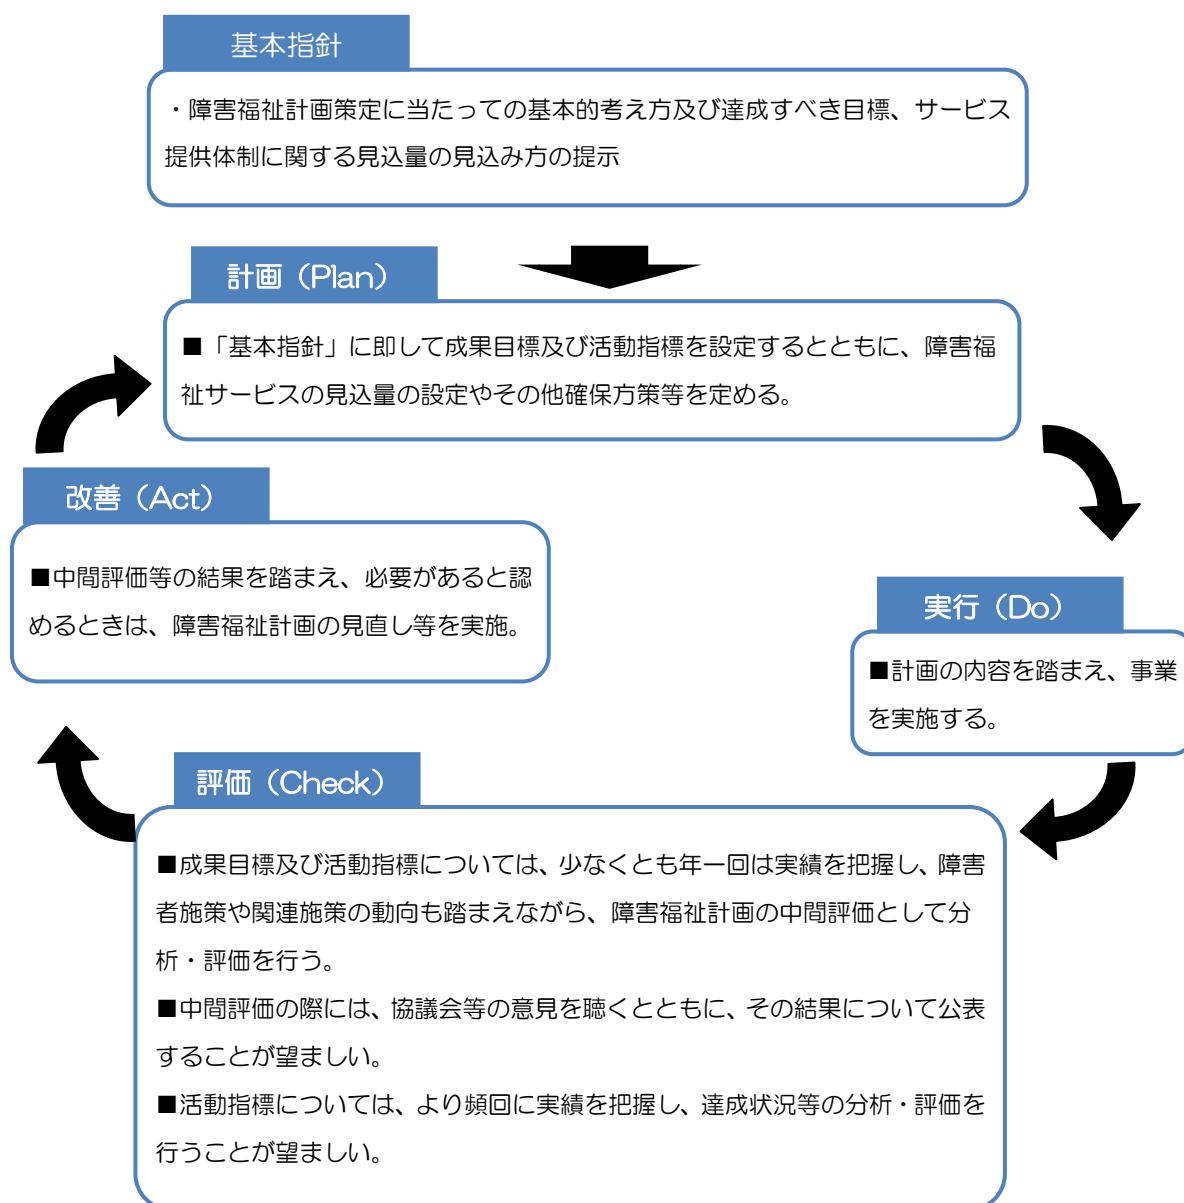 基本指針
・障害福祉計画策定に当たっての基本的考え方及び達成すべき目標、サービス
提供体制に関する見込量の見込み方の提示
計画（Plan）
■「基本指針」に即して成果目標及び活動指標を設定するとともに、障害福
祉サービスの見込量の設定やその他確保方策等を定める。
改善（Act）
■中間評価等の結果を踏まえ、必要があると認
めるときは、障害福祉計画の見直し等を実施。
実行（Do）
■計画の内容を踏まえ、事業
を実施する。
評価（Check）
■成果目標及び活動指標については、少なくとも年一回は実績を把握し、障害
者施策や関連施策の動向も踏まえながら、障害福祉計画の中間評価として分
析・評価を行う。
■中間評価の際には、協議会等の意見を聴くとともに、その結果について公表
することが望ましい。
■活動指標については、より頻回に実績を把握し、達成状況等の分析・評価を
行うことが望ましい。